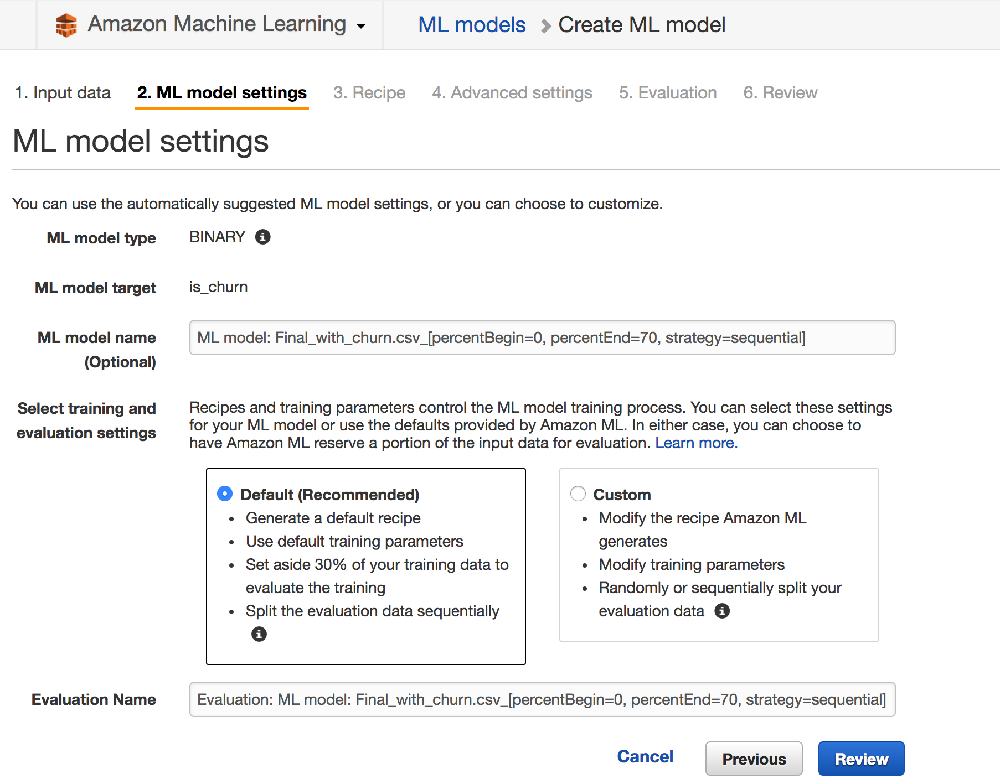 Amazon Machine Learning
ML models > Create ML model
1. Input data 2. ML model settings 3. Recipe 4. Advanced settings 5. Evaluation 6. Review
ML model settings
You can use the automatically suggested ML model settings, or you can choose to customize.
ML model type BINARY
ML model target is_churn
ML model name
(Optional)
ML model: Final_with_churn.csv_[percentBegin=0, percentEnd=70, strategy=sequential]
Select training and
evaluation settings
Recipes and training parameters control the ML model training process. You can select these settings
for your ML model or use the defaults provided by Amazon ML. In either case, you can choose to
have Amazon ML reserve a portion of the input data for evaluation. Learn more.
Default (Recommended)
• Generate a default recipe
• Use default training parameters
• Set aside 30% of your training data to
evaluate the training
• Split the evaluation data sequentially
Custom
• Modify the recipe Amazon ML
generates
• Modify training parameters
• Randomly or sequentially split your
evaluation data
Evaluation Name
Evaluation: ML model: Final_with_churn.csv_[percentBegin=0, percentEnd=70, strategy=sequential]
Cancel Previous Review